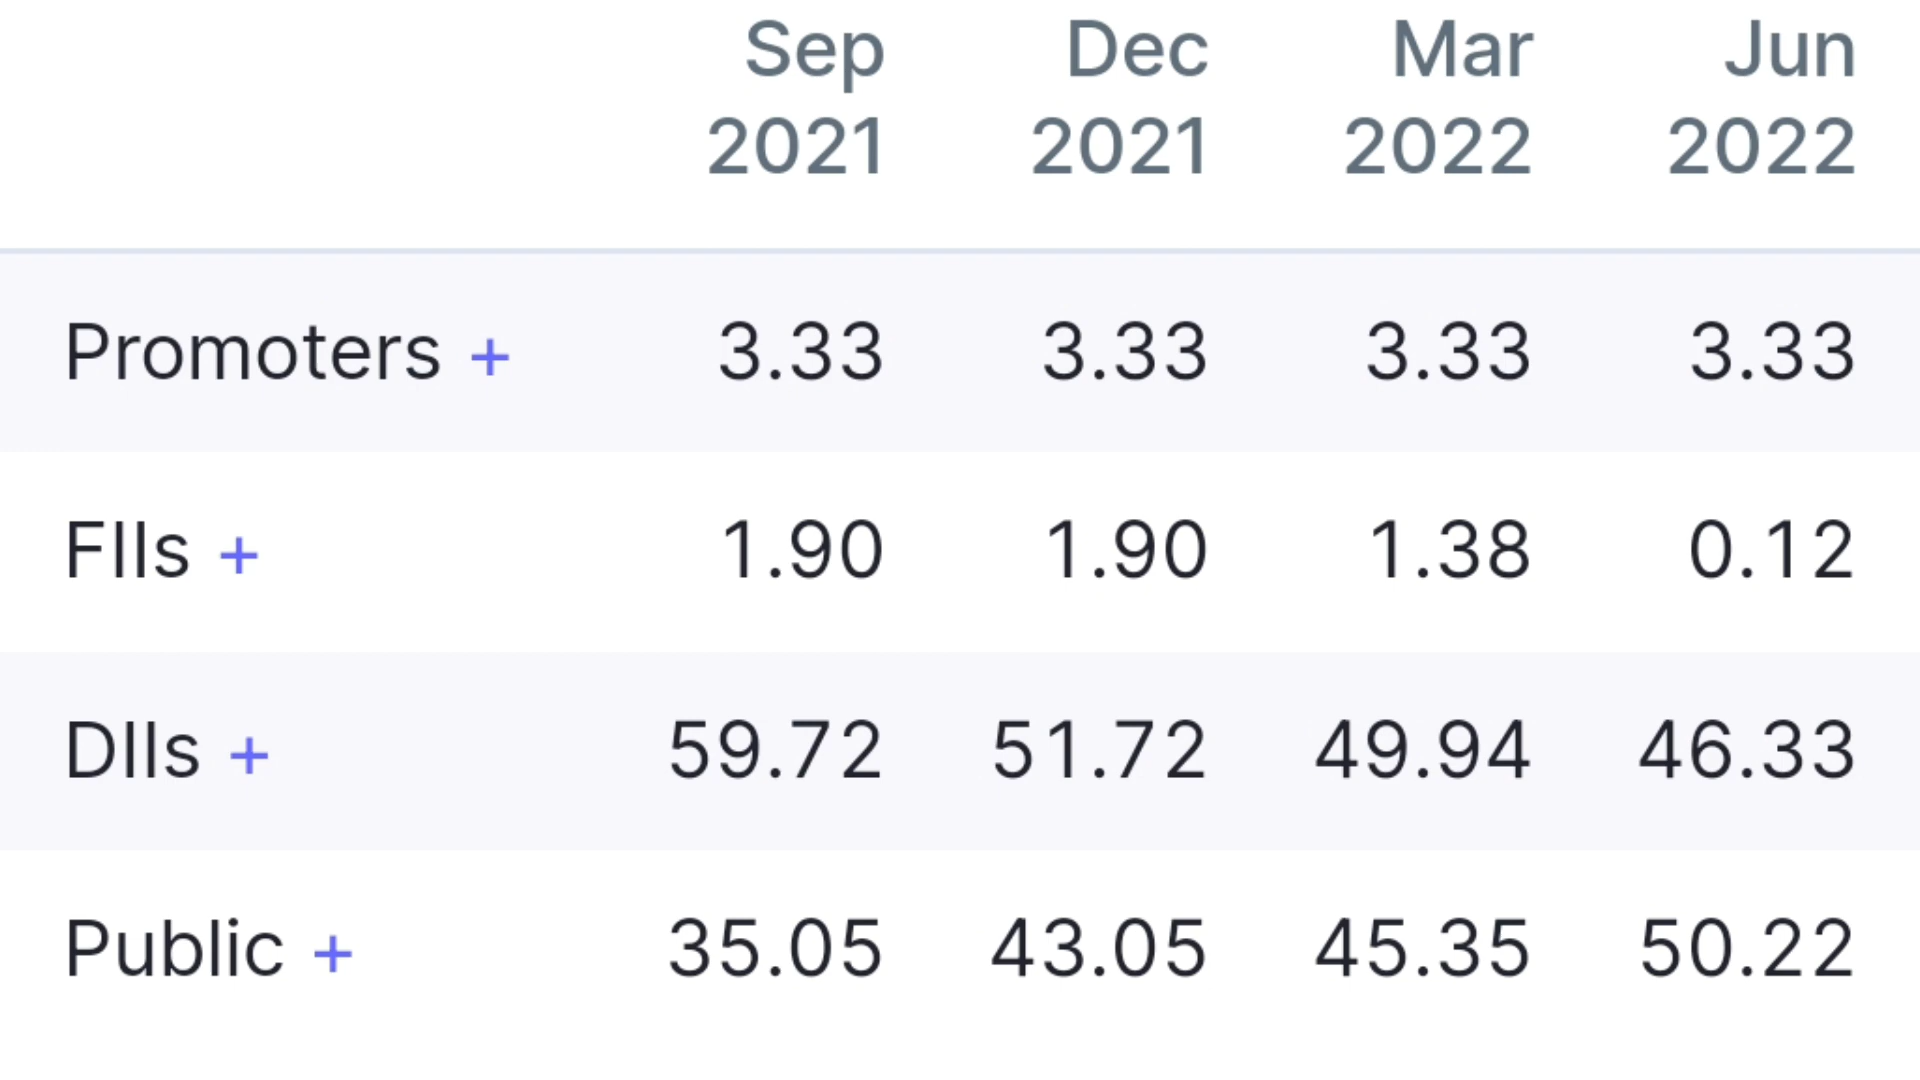 Sep Dec Mar Jun
2021 2021 2022 2022
Promoters + 3.33 3.33 3.33 3.33
FIIs + 1.90 1.90 1.38 0.12
DIIs + 59.72 51.72 49.94 46.33
Public + 35.05 43.05 45.35 50.22